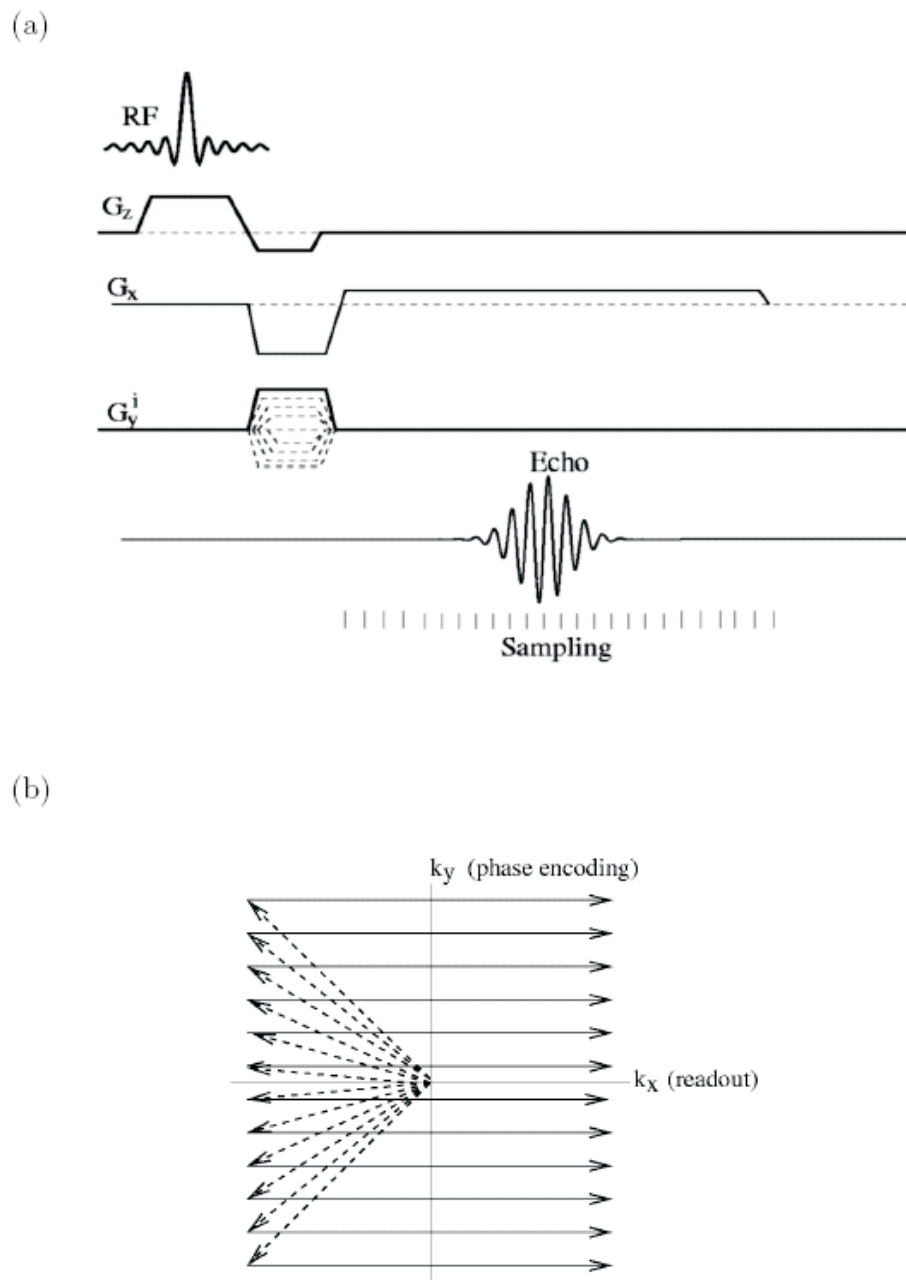 (a)
RF
G_z
G_x
G_y^i
Echo
Sampling
(b)
k_y (phase encoding)
k_x (readout)